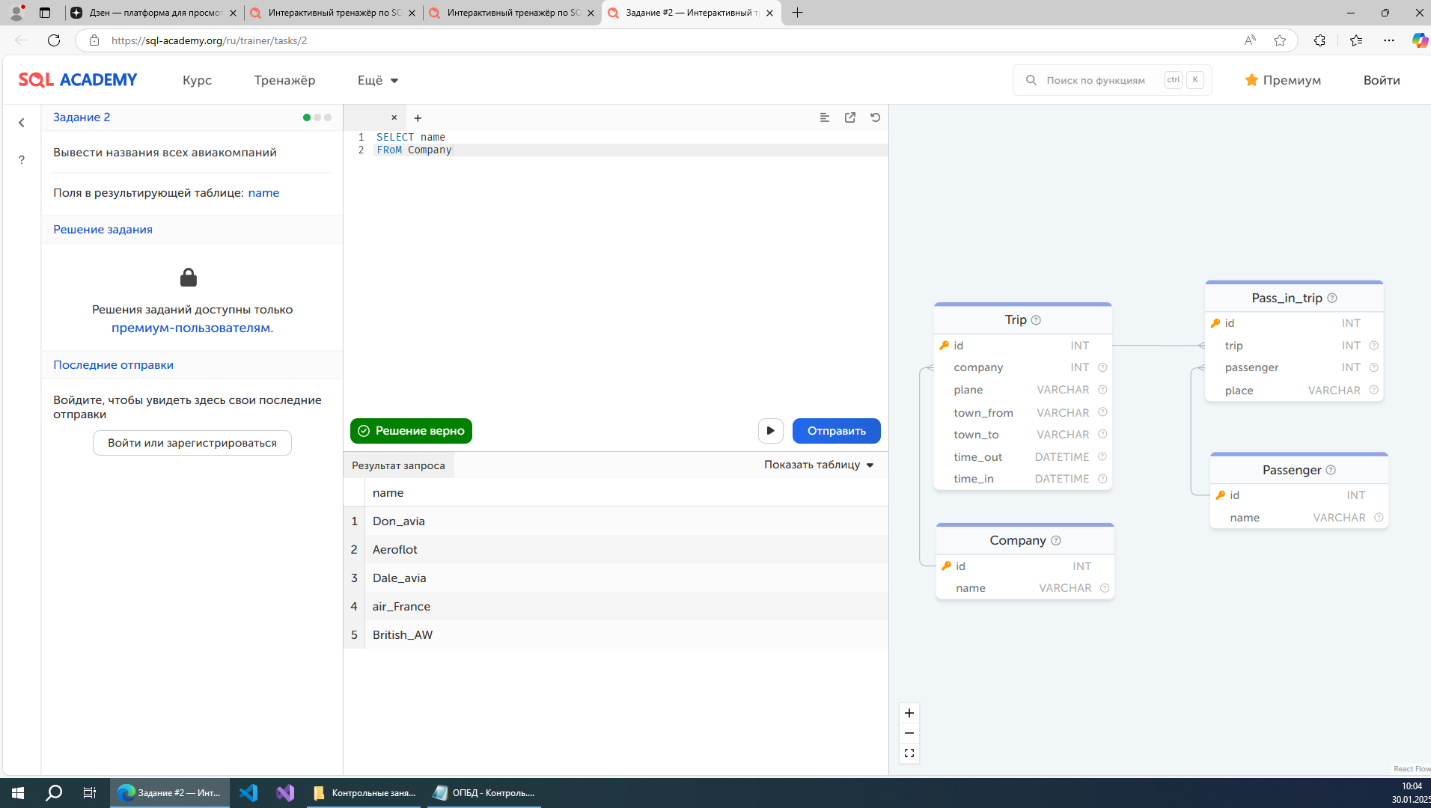 Дзен — платформа для просмот
Интерактивный тренажёр по SC
Интерактивный тренажёр по SC
Задание #2 — Интерактивный т
https://sql-academy.org/ru/trainer/tasks/2
SQL ACADEMY
Курс
Тренажёр
Ещё
Поиск по функциям
ctrl
K
Премиум
Войти
Задание 2
?
Вывести названия всех авиакомпаний
Поля в результирующей таблице: name
Решение задания
Решения заданий доступны только
премиум-пользователям.
Последние отправки
Войдите, чтобы увидеть здесь свои последние
отправки
Войти или зарегистрироваться
1 SELECT name
2 FRoM Company
Решение верно
Отправить
Результат запроса
Показать таблицу
name
1 Don_avia
2 Aeroflot
3 Dale_avia
4 air_France
5 British_AW
Trip
id INT
company INT
plane VARCHAR
town_from VARCHAR
town_to VARCHAR
time_out DATETIME
time_in DATETIME
Company
id INT
name VARCHAR
Pass_in_trip
id INT
trip INT
passenger INT
place VARCHAR
Passenger
id INT
name VARCHAR
React Flow
Задание #2 — Инт...
Контрольные заня...
ОПБД - Контроль...
10:04
30.01.2025